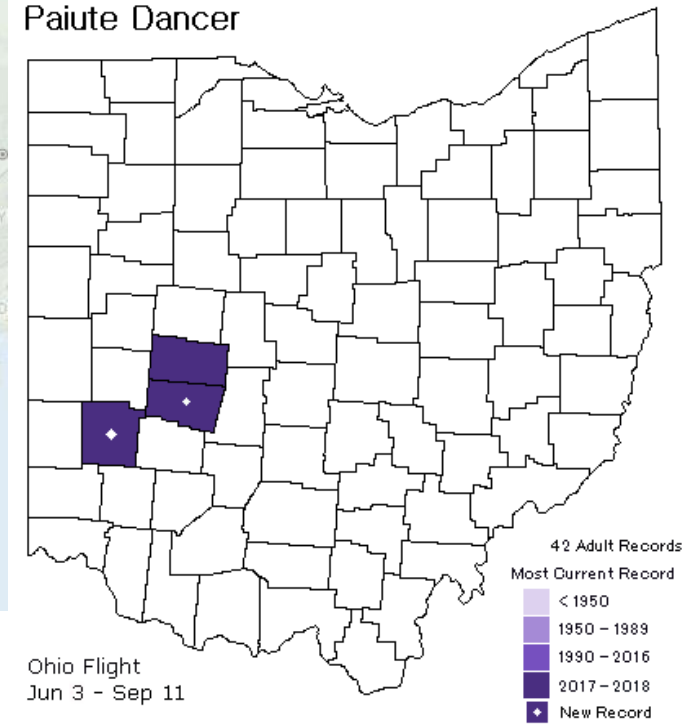 Paiute Dancer
42 Adult Records
Most Current Record
< 1950
1950 - 1989
1990 - 2016
2017 - 2018
New Record
Ohio Flight
Jun 3 - Sep 11